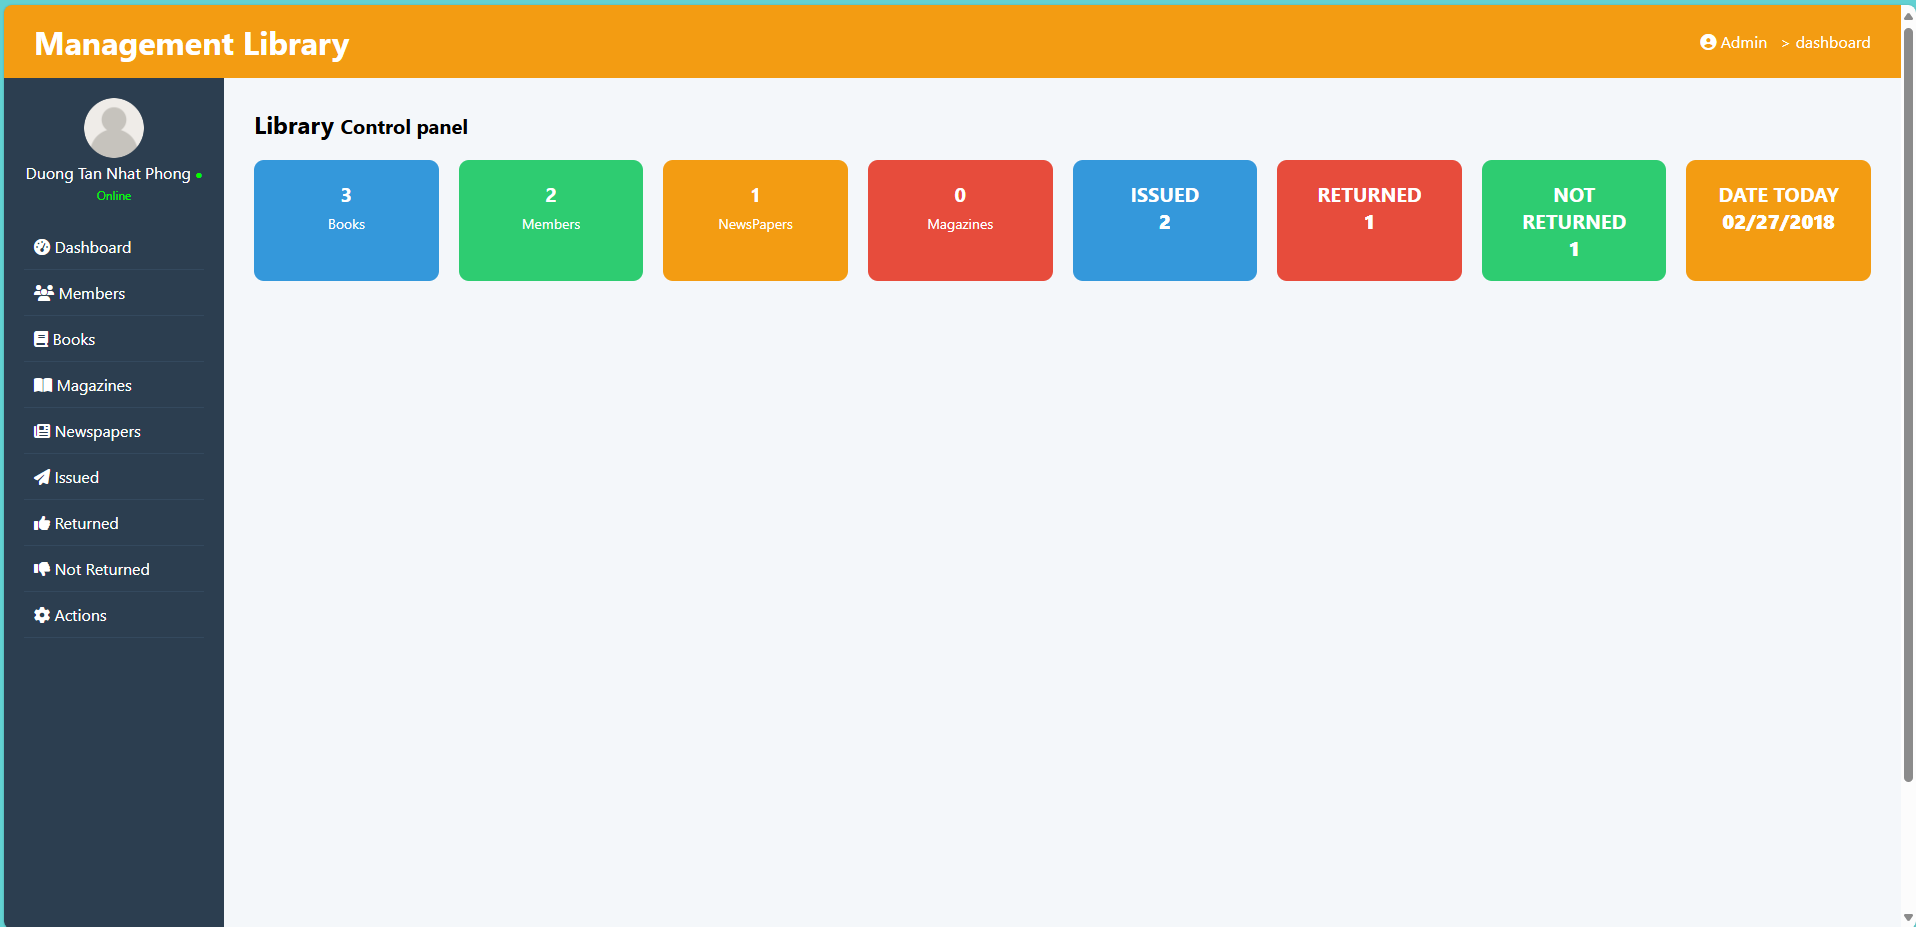 Management Library
Admin > dashboard
Duong Tan Nhat Phong
Online
Dashboard
Members
Books
Magazines
Newspapers
Issued
Returned
Not Returned
Actions
Library Control panel
3
Books
2
Members
1
NewsPapers
0
Magazines
ISSUED
2
RETURNED
1
NOT
RETURNED
1
DATE TODAY
02/27/2018